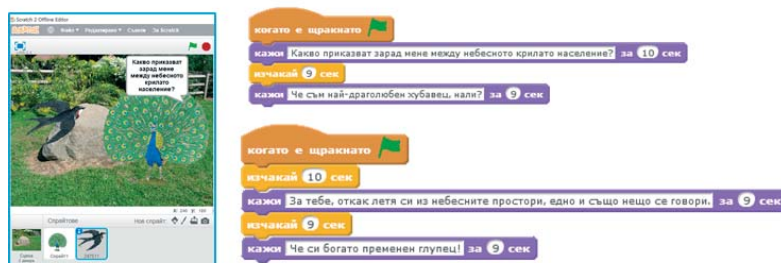 Scratch 2 Offline Editor
Файл Редактиране Съвети За Scratch
Какво приказват
зарад мене
между небесното
крилато
население?
Спрайтове нов спрайт:
Сцена
Спрайт1
когато е щракнато
кажи Какво приказват зарад мене между небесното крилато население? за 10 сек
изчакай 9 сек
кажи Че съм най-драголюбен хубавец, нали? за 9 сек
когато е щракнато
изчакай 10 сек
кажи За тебе, откак летя си из небесните простори, едно и също нещо се говори. за 9 сек
изчакай 9 сек
кажи Че си богато пременен глупец! за 9 сек